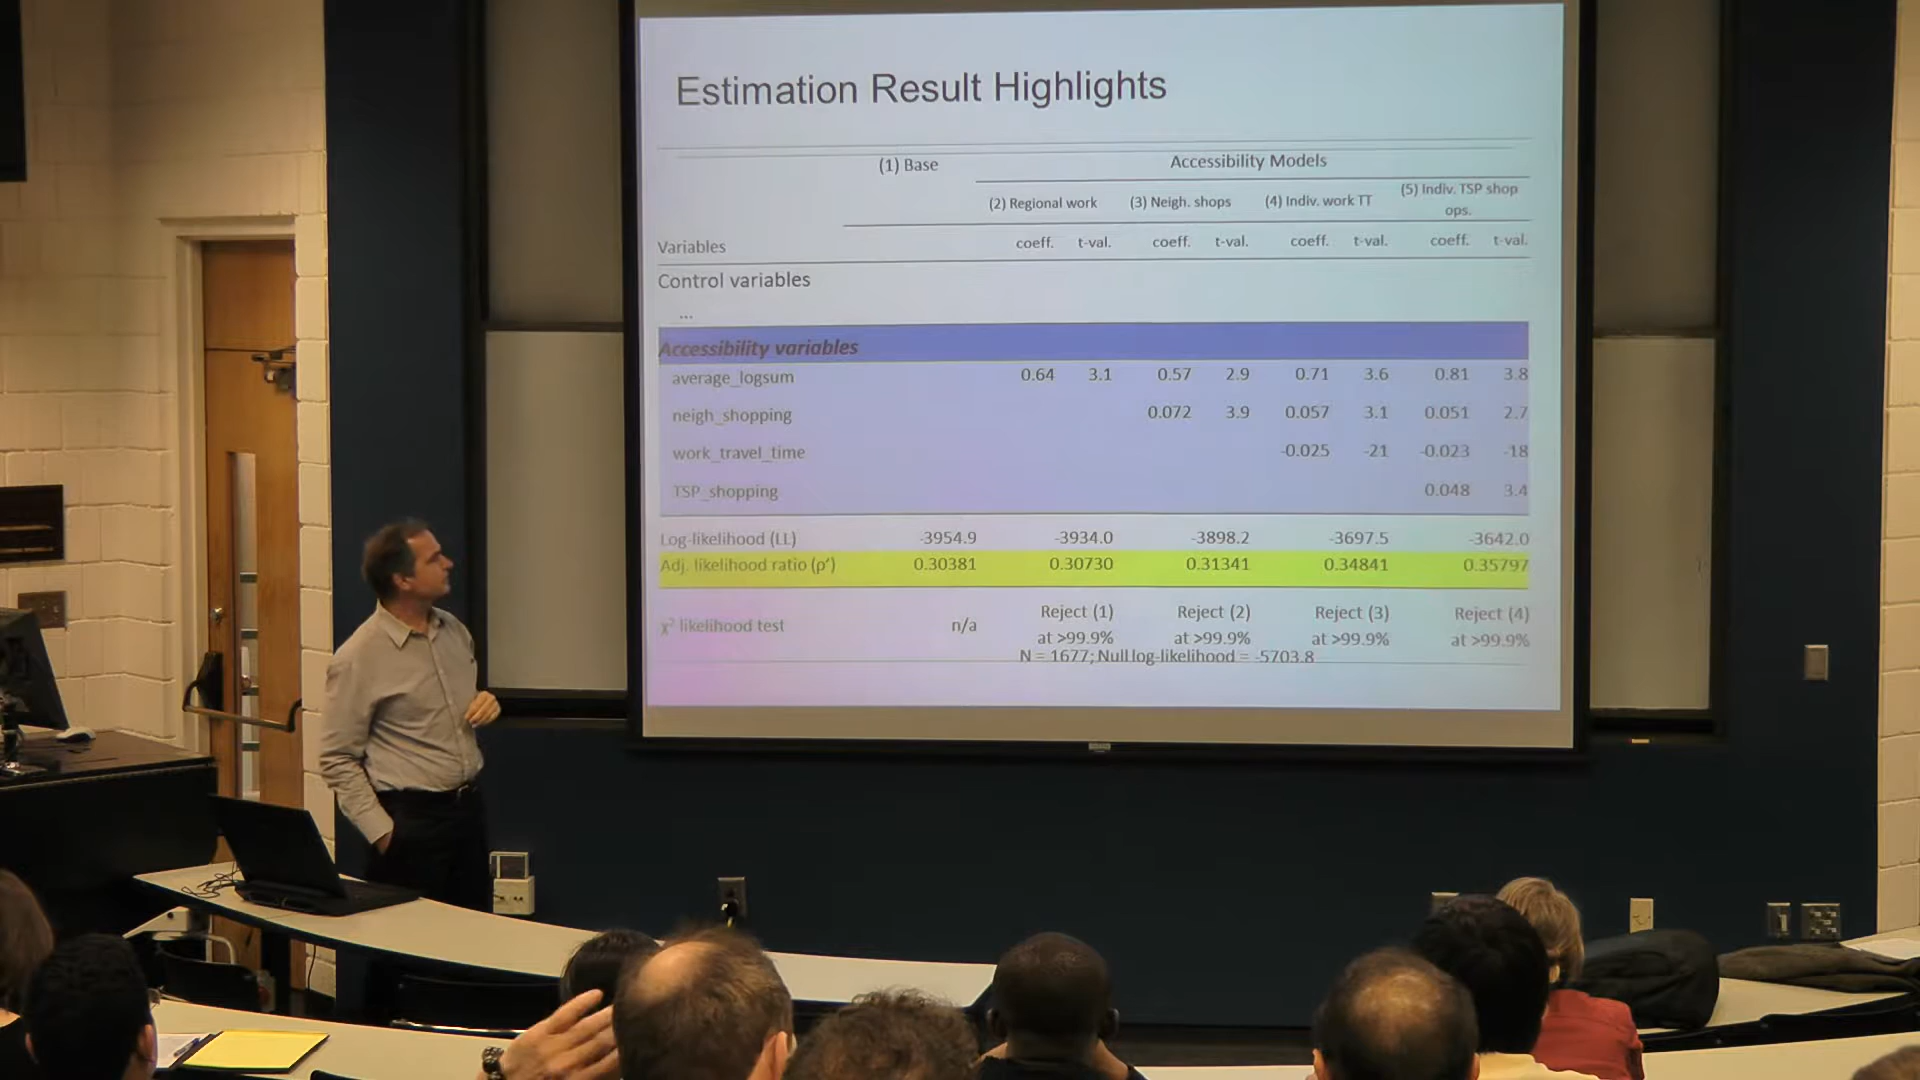 Estimation Result Highlights
(1) Base Accessibility Models
(2) Regional work (3) Neigh. shops (4) Indiv. work TT (5) Indiv. TSP shop ops.
Variables coeff. t-val. coeff. t-val. coeff. t-val. coeff. t-val.
Control variables
...
Accessibility variables
average_logsum 0.64 3.1 0.57 2.9 0.71 3.6 0.81 3.8
neigh_shopping 0.072 3.9 0.057 3.1 0.051 2.7
work_travel_time -0.025 -21 -0.023 -18
TSP_shopping 0.048 3.4
Log-likelihood (LL) -3954.9 -3934.0 -3898.2 -3697.5 -3642.0
Adj. likelihood ratio (ρ²) 0.30381 0.30730 0.31341 0.34841 0.35797
χ² likelihood test n/a Reject (1) Reject (2) Reject (3) Reject (4)
at >99.9% at >99.9% at >99.9% at >99.9%
N = 1677; Null log-likelihood = -5703.8